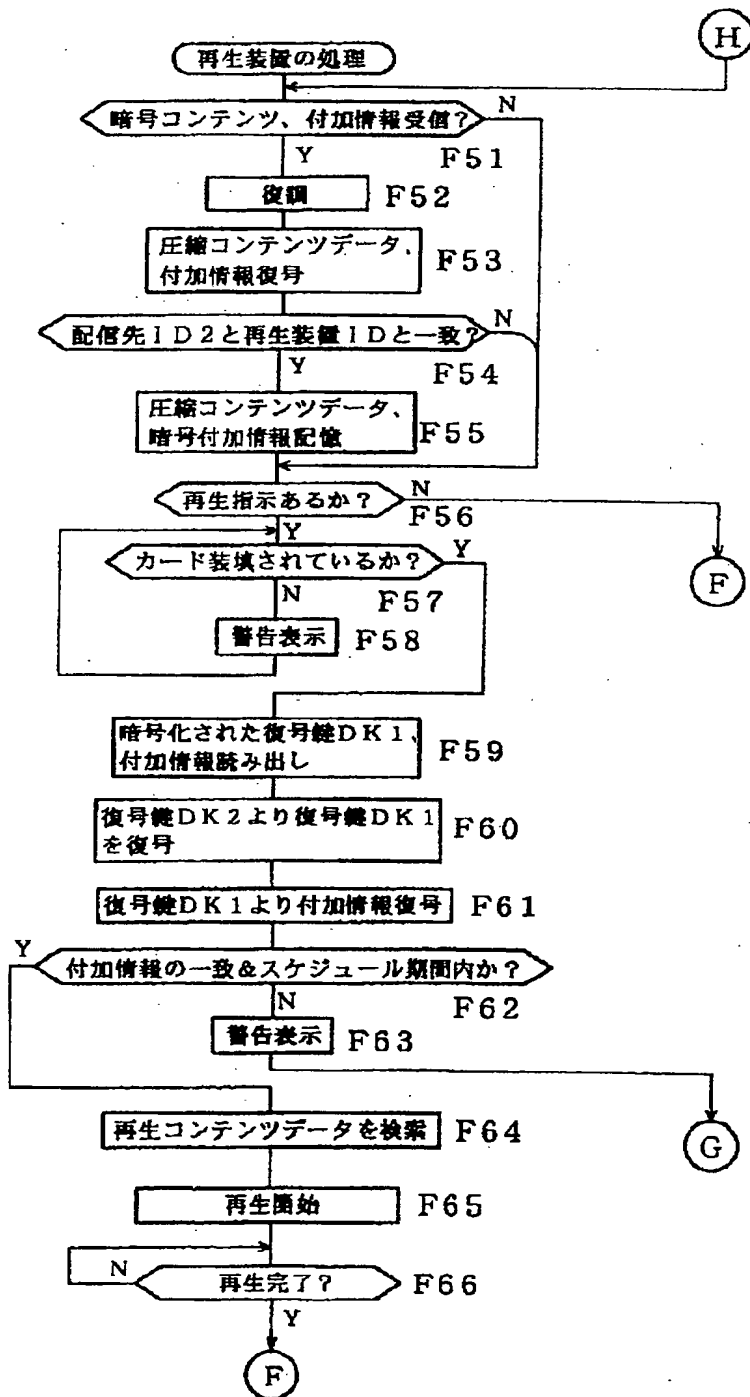 H
再生装置の処理
暗号コンテンツ、付加情報受信?
N
Y
F51
復調
F52
圧縮コンテンツデータ、
付加情報復号
F53
配信先ID2と再生装置IDと一致?
N
Y
F54
圧縮コンテンツデータ、
暗号付加情報記憶
F55
再生指示あるか?
N
F56
Y
F
カード装填されているか?
Y
N
F57
警告表示
F58
暗号化された復号鍵DK1、
付加情報読み出し
F59
復号鍵DK2より復号鍵DK1
を復号
F60
復号鍵DK1より付加情報復号
F61
Y
付加情報の一致&スケジュール期間内か?
N
F62
警告表示
F63
G
再生コンテンツデータを検索
F64
再生開始
F65
N
再生完了?
F66
Y
F